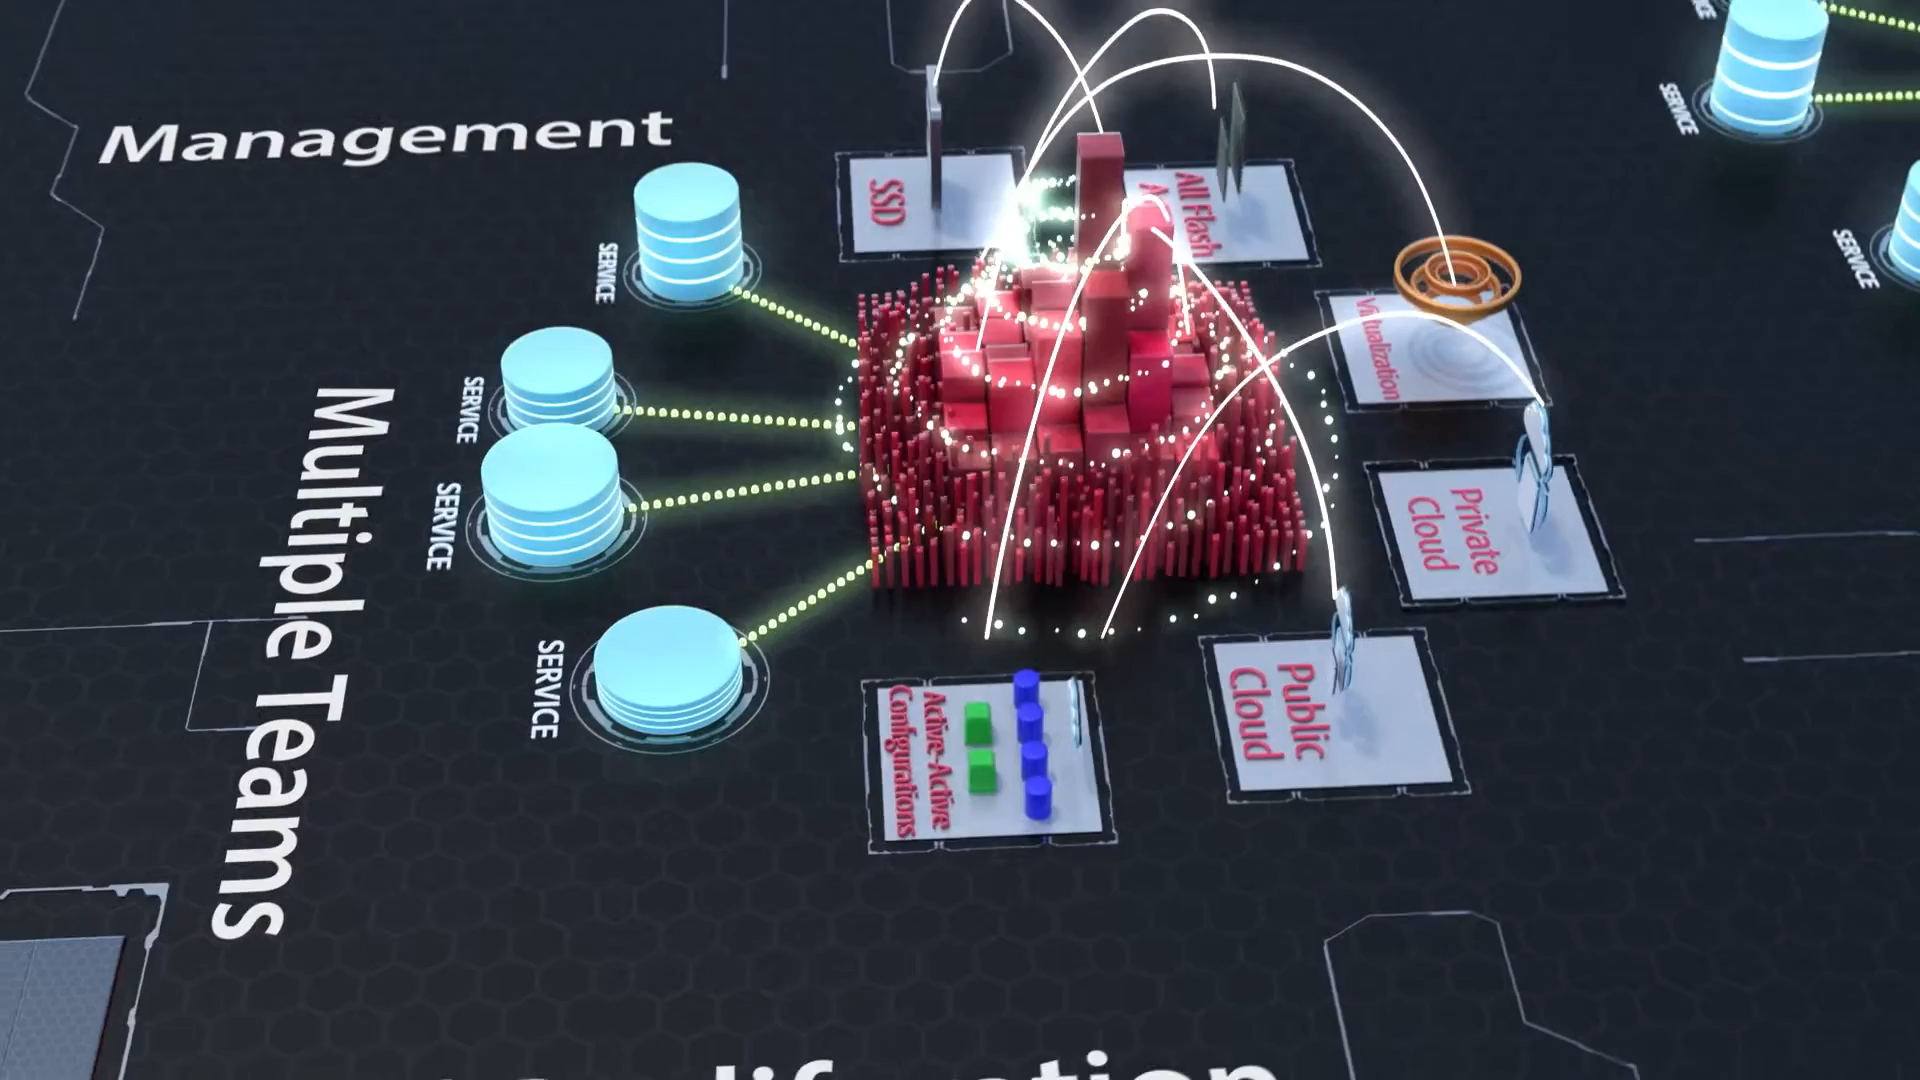 Management
SERVICE
SERVICE
SERVICE
SSD
All Flash
SERVICE
SERVICE
Virtualization
SERVICE
SERVICE
Multiple Teams
Private
Cloud
Public
Cloud
Active-Active
Configurations